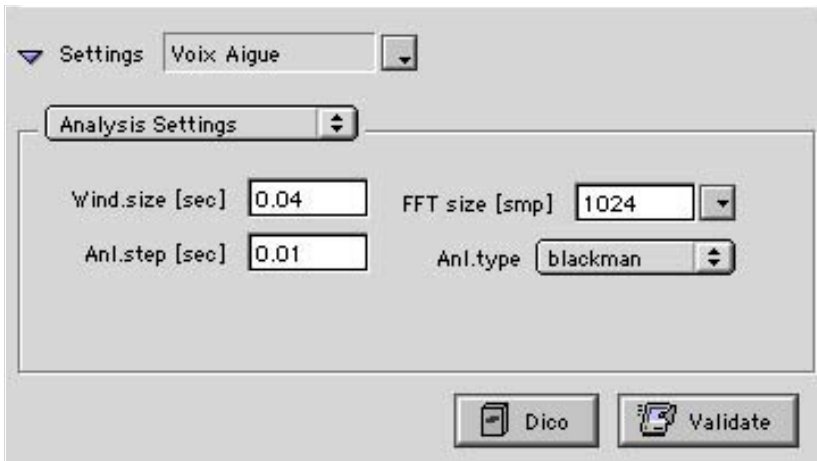 Settings Voix Aigue
Analysis Settings
Wind.size [sec] 0.04 FFT size [smp] 1024
Anl.step [sec] 0.01 Anl.type blackman
Dico Validate